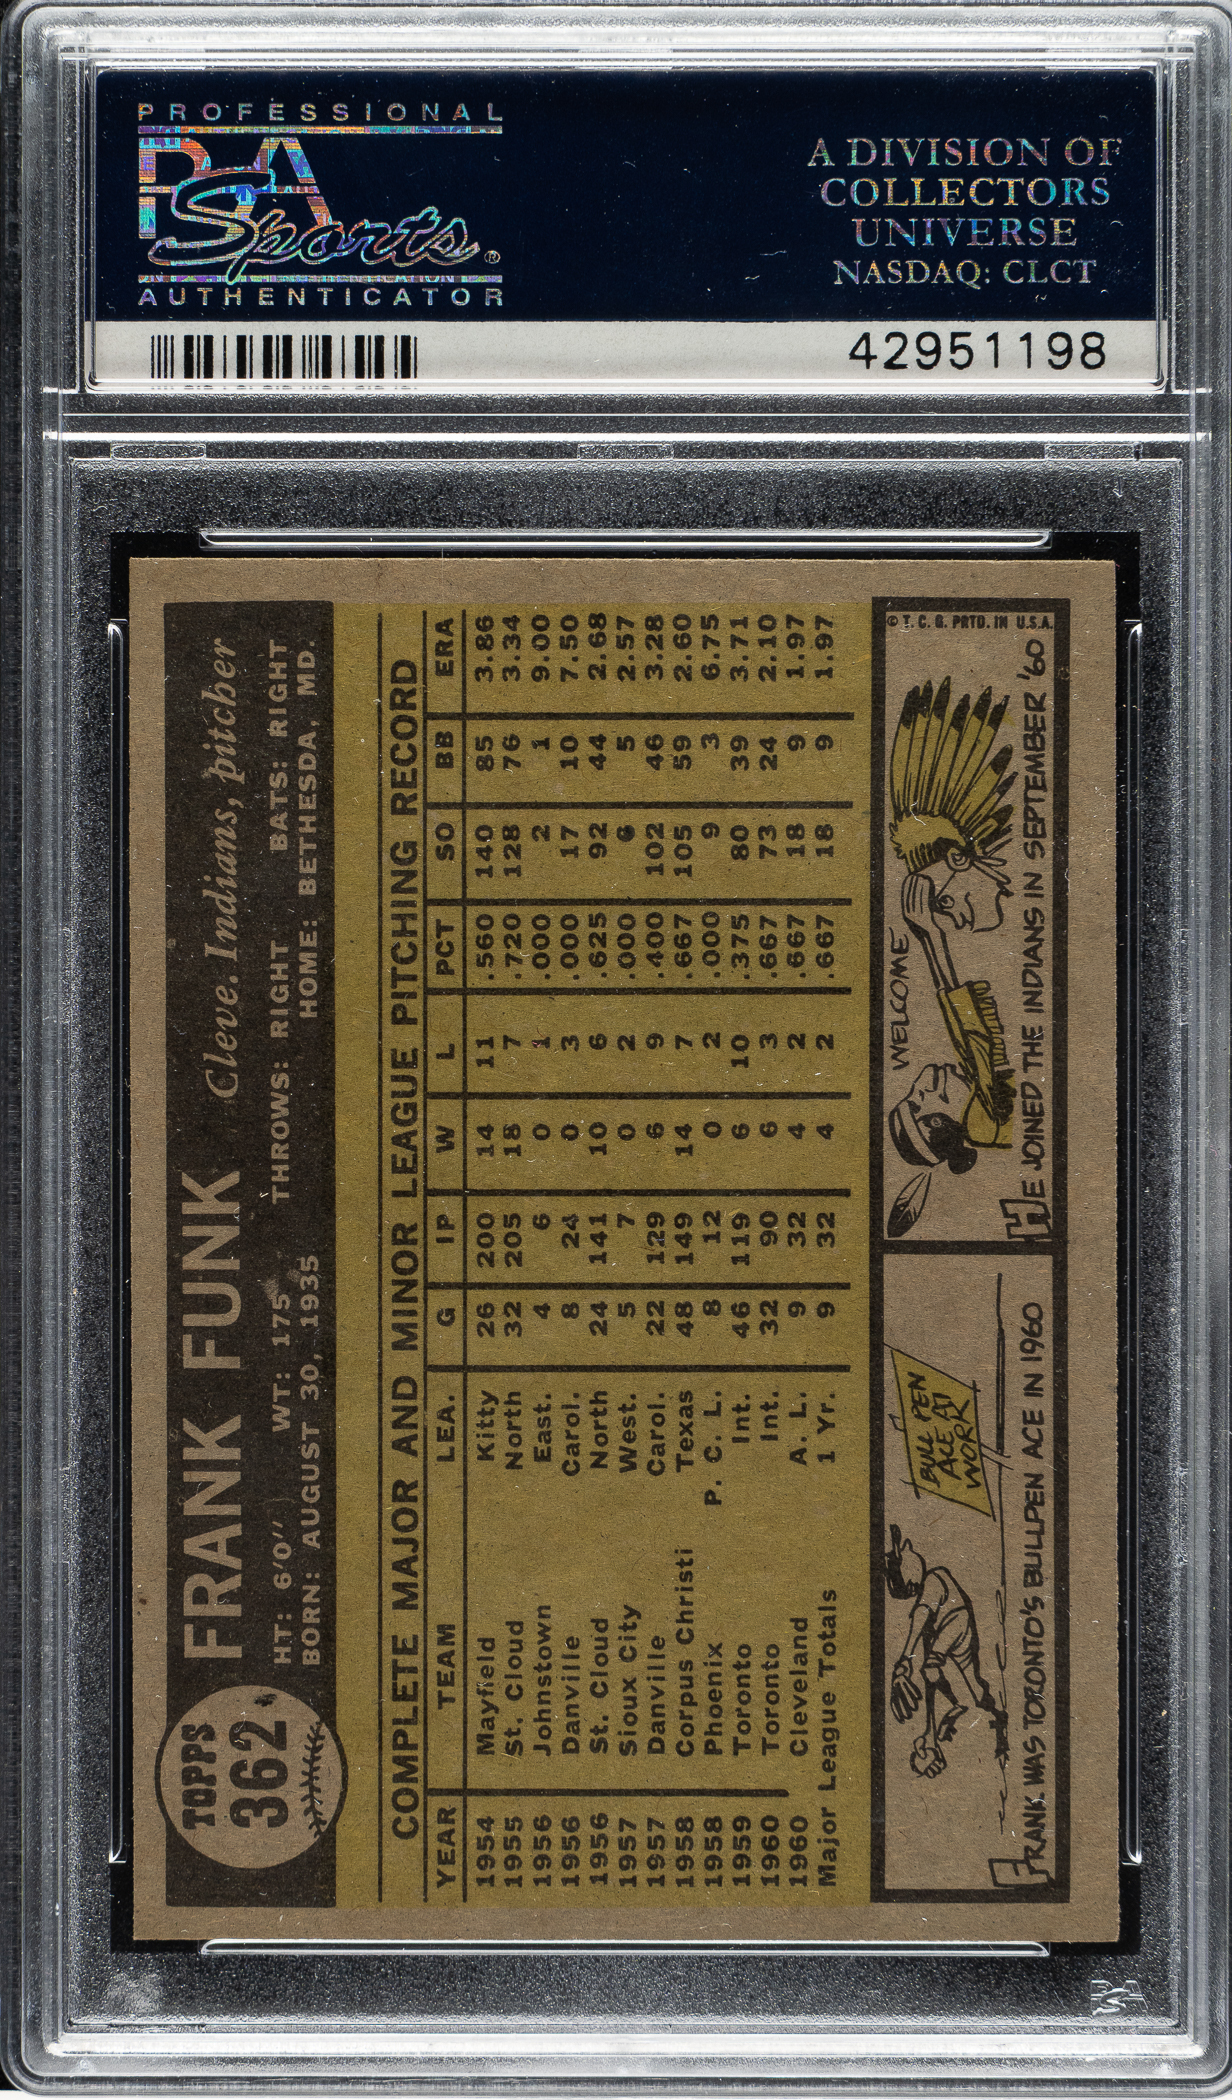 PROFESSIONAL
PSA
Sports®
AUTHENTICATOR
A DIVISION OF
COLLECTORS
UNIVERSE
NASDAQ: CLCT
42951198
TOPPS
362
FRANK FUNK Cleve. Indians, pitcher
HT: 6'0" WT: 175 THROWS: RIGHT BATS: RIGHT
BORN: AUGUST 30, 1935 HOME: BETHESDA, MD.
COMPLETE MAJOR AND MINOR LEAGUE PITCHING RECORD
YEAR TEAM LEA. G IP W L PCT SO BB ERA
1954 Mayfield Kitty 26 200 14 11 .560 140 85 3.86
1955 St. Cloud North 32 205 18 7 .720 128 76 3.34
1956 Johnstown East. 4 6 0 1 .000 2 1 9.00
1956 Danville Carol. 8 24 0 3 .000 17 10 7.50
1956 St. Cloud North 24 141 10 6 .625 92 44 2.68
1957 Sioux City West. 5 7 0 2 .000 6 5 2.57
1957 Danville Carol. 22 129 6 9 .400 102 46 3.28
1958 Corpus Christi Texas 48 149 14 7 .667 105 59 2.60
1958 Phoenix P. C. L. 8 12 0 2 .000 9 3 6.75
1959 Toronto Int. 46 119 6 10 .375 80 39 3.71
1960 Toronto Int. 32 90 6 3 .667 73 24 2.10
1960 Cleveland A. L. 9 32 4 2 .667 18 9 1.97
Major League Totals 1 Yr. 9 32 4 2 .667 18 9 1.97
BULL PEN
ACE AT
WORK
FRANK WAS TORONTO'S BULLPEN ACE IN 1960
WELCOME
HE JOINED THE INDIANS IN SEPTEMBER '60
© T. C. G. PRTD. IN U.S.A.
PSA